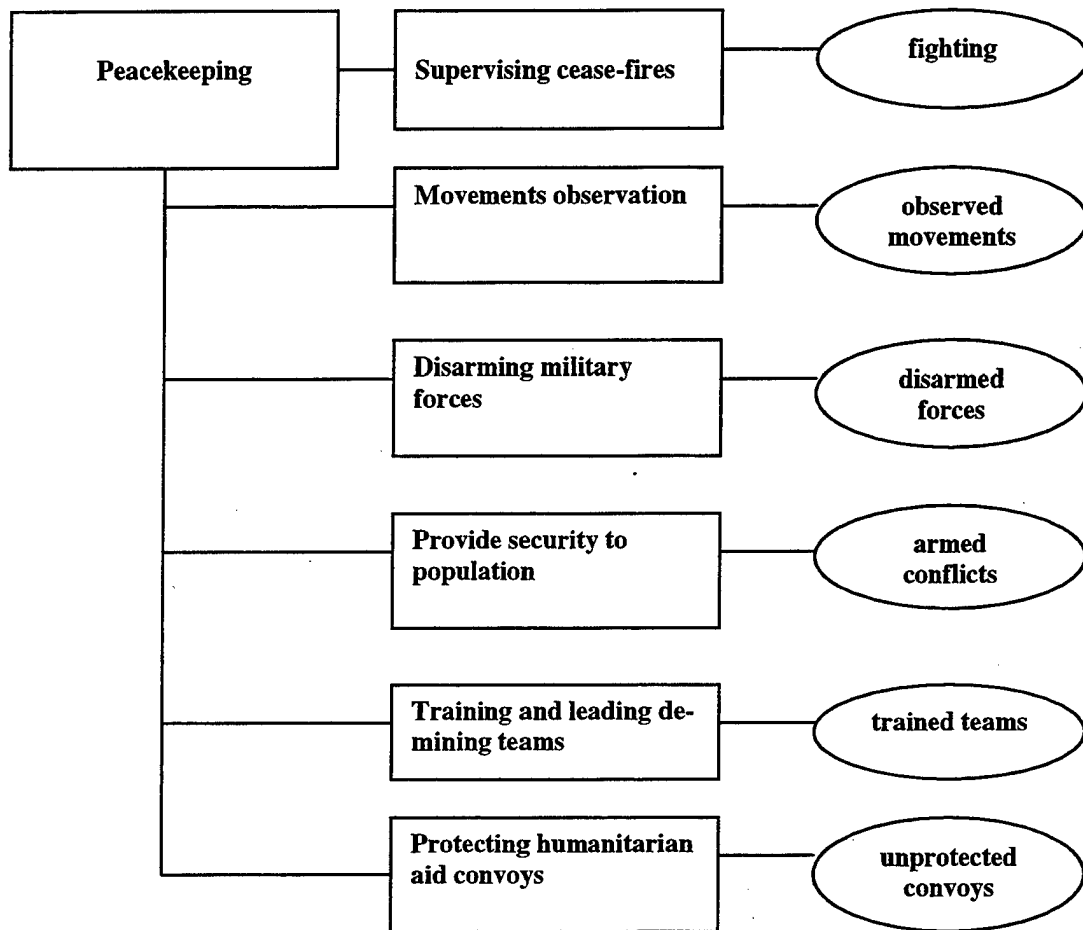 Peacekeeping
Supervising cease-fires
fighting
Movements observation
observed
movements
Disarming military
forces
disarmed
forces
Provide security to
population
armed
conflicts
Training and leading de-
mining teams
trained teams
Protecting humanitarian
aid convoys
unprotected
convoys